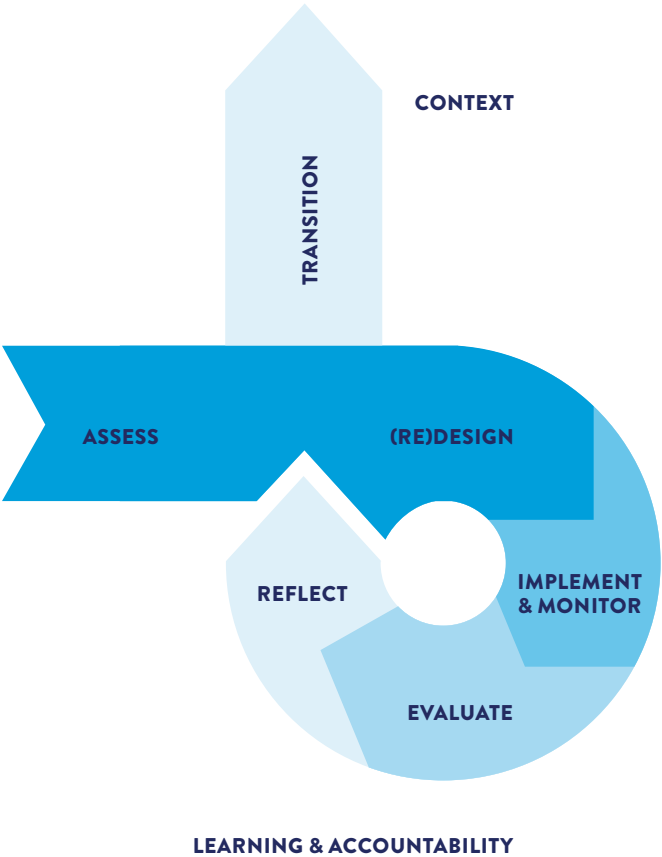 CONTEXT
TRANSITION
ASSESS
(RE)DESIGN
IMPLEMENT
& MONITOR
REFLECT
EVALUATE
LEARNING & ACCOUNTABILITY